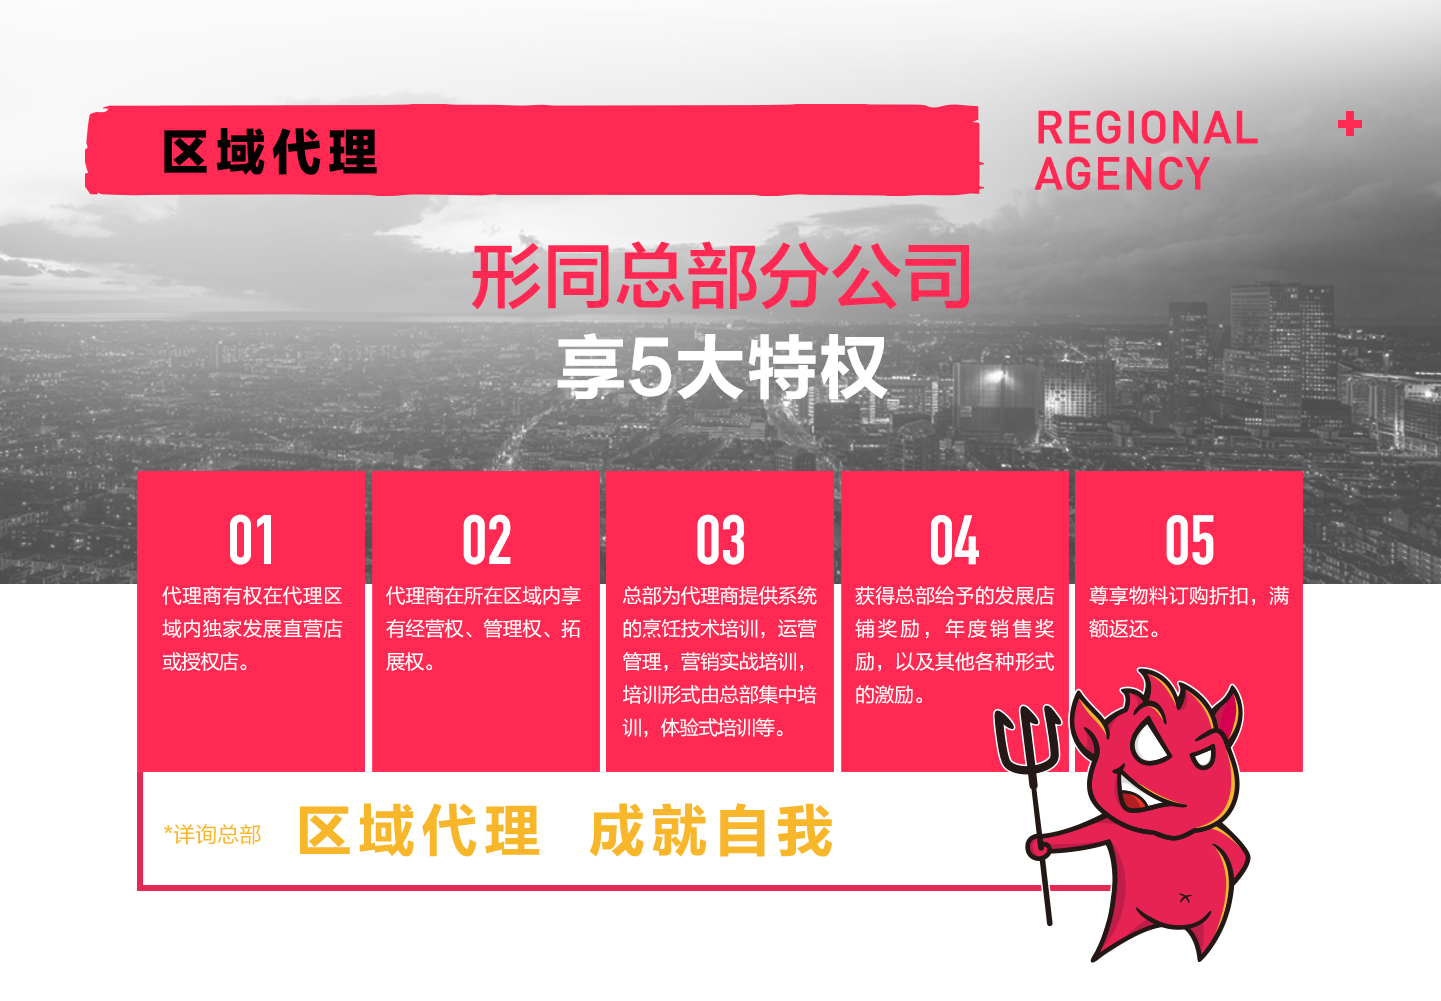 区域代理
REGIONAL
AGENCY
形同总部分公司
享5大特权
01
代理商有权在代理区
域内独家发展直营店
或授权店。
02
代理商在所在区域内享
有经营权、管理权、拓
展权。
03
总部为代理商提供系统
的烹饪技术培训，运营
管理，营销实战培训，
培训形式由总部集中培
训，体验式培训等。
04
获得总部给予的发展店
铺奖励，年度销售奖
励，以及其他各种形式
的激励。
05
尊享物料订购折扣，满
额返还。
*详询总部
区域代理 成就自我